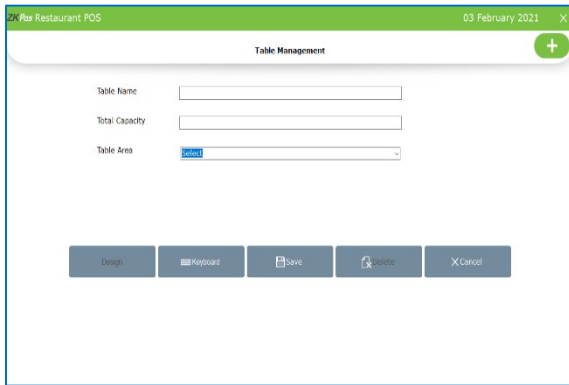 ZKPos Restaurant POS 03 February 2021 X
Table Management
+
Table Name
Total Capacity
Table Area Select
Design Keyboard Save Delete Cancel